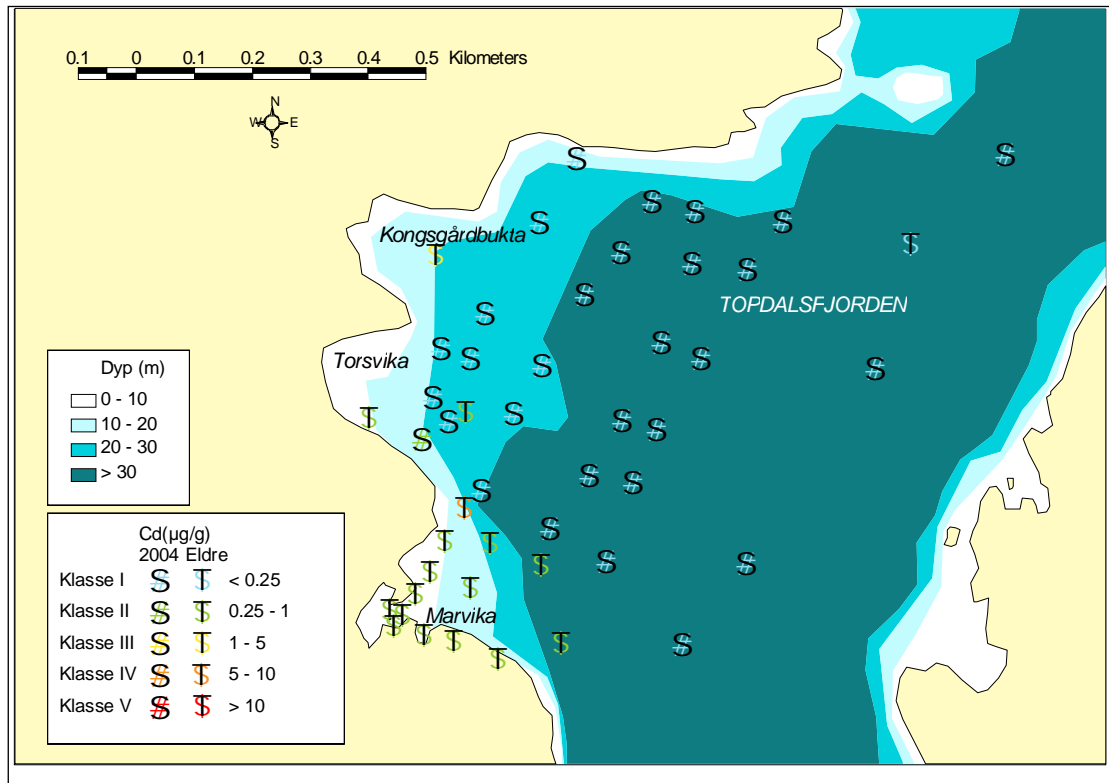 0.1 0 0.1 0.2 0.3 0.4 0.5 Kilometers
N
W E
S
Kongsgårdbukta
TOPDALSFJORDEN
Torsvika
Marvika
Dyp (m)
0 - 10
10 - 20
20 - 30
> 30
Cd(µg/g)
2004 Eldre
Klasse I < 0.25
Klasse II 0.25 - 1
Klasse III 1 - 5
Klasse IV 5 - 10
Klasse V > 10